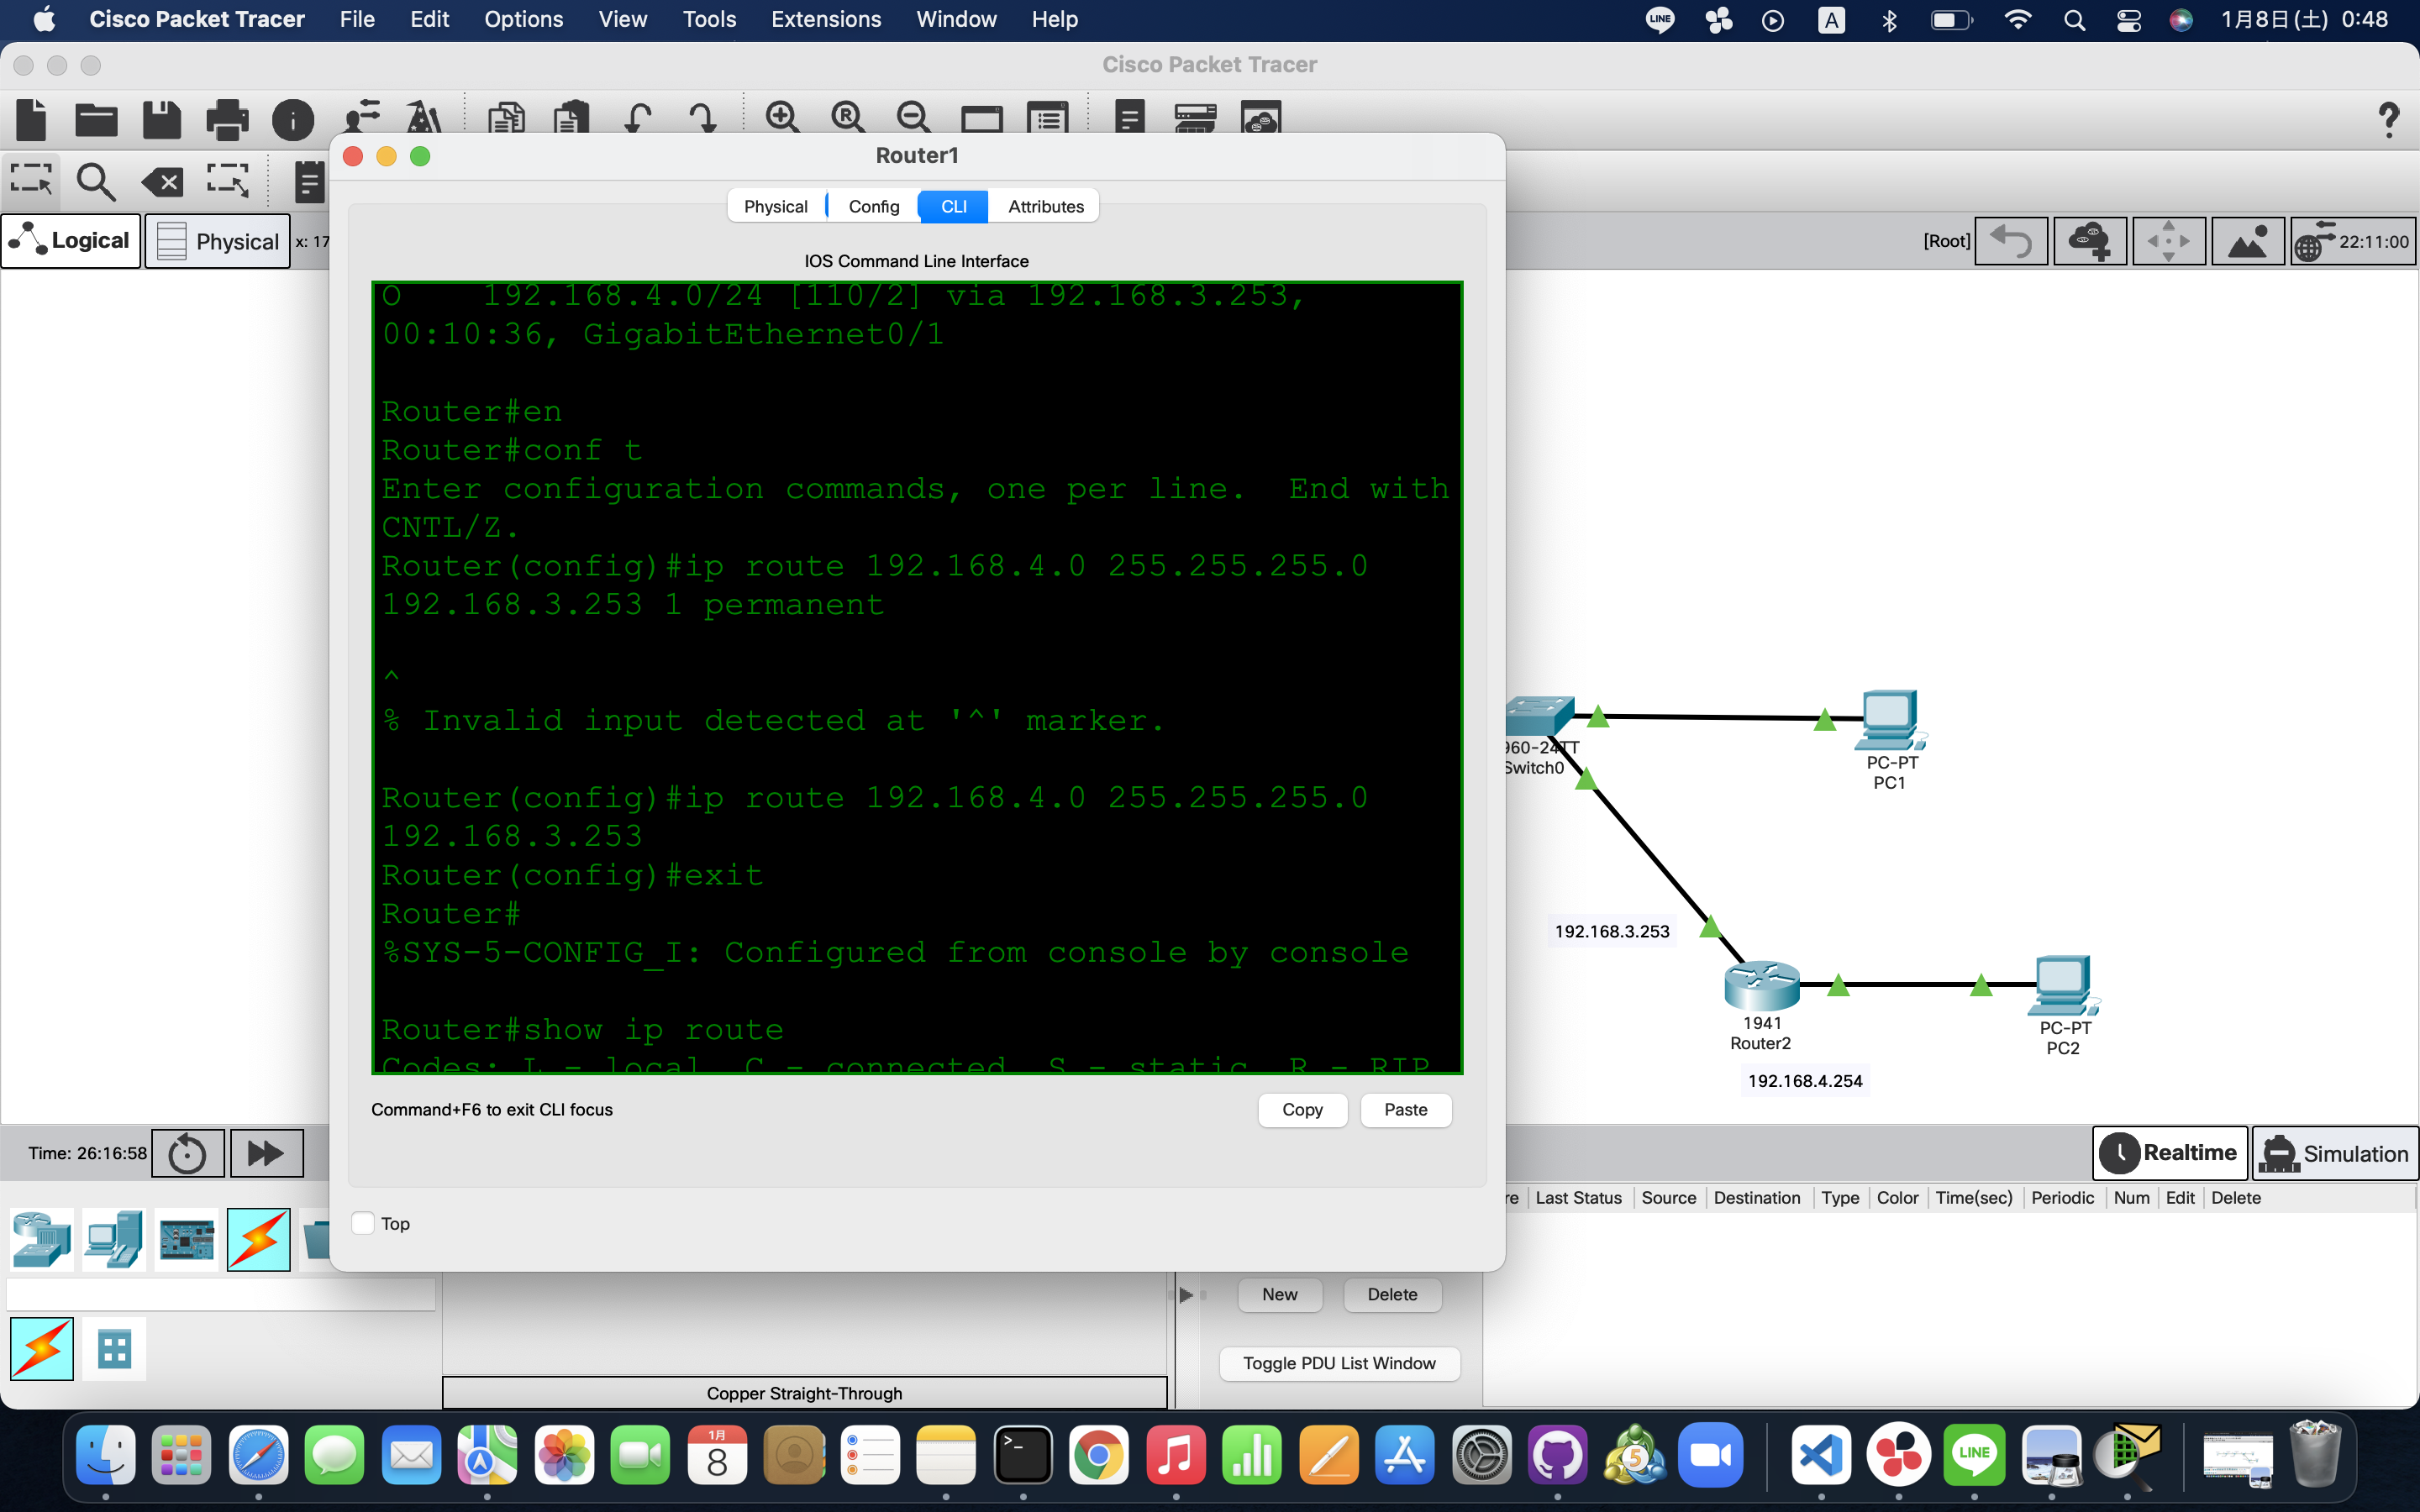 Cisco Packet Tracer File Edit Options View Tools Extensions Window Help LINE A 1月8日(土) 0:48
Cisco Packet Tracer
Router1
Physical Config CLI Attributes
Logical Physical x: 17
[Root] 22:11:00
IOS Command Line Interface
O 192.168.4.0/24 [110/2] via 192.168.3.253,
00:10:36, GigabitEthernet0/1
Router#en
Router#conf t
Enter configuration commands, one per line. End with
CNTL/Z.
Router(config)#ip route 192.168.4.0 255.255.255.0
192.168.3.253 1 permanent
^
% Invalid input detected at '^' marker.
Router(config)#ip route 192.168.4.0 255.255.255.0
192.168.3.253
Router(config)#exit
Router#
%SYS-5-CONFIG_I: Configured from console by console
Router#show ip route
Codes: L - local, C - connected, S - static, R - RIP
Command+F6 to exit CLI focus
Copy Paste
Top
960-24TT
Switch0
PC-PT
PC1
192.168.3.253
1941
Router2
PC-PT
PC2
192.168.4.254
Time: 26:16:58
Realtime Simulation
re Last Status Source Destination Type Color Time(sec) Periodic Num Edit Delete
New Delete
Toggle PDU List Window
Copper Straight-Through
1月
8
>_
5
LINE